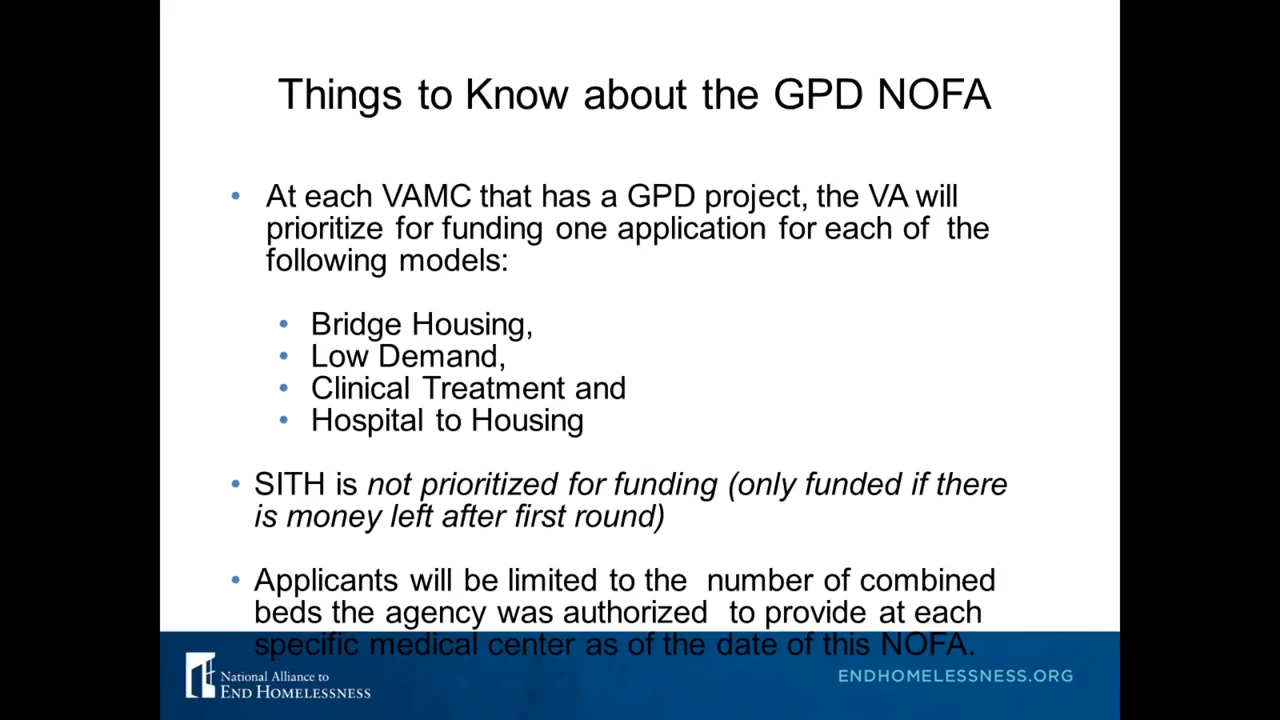 Things to Know about the GPD NOFA
• At each VAMC that has a GPD project, the VA will
prioritize for funding one application for each of the
following models:
• Bridge Housing,
• Low Demand,
• Clinical Treatment and
• Hospital to Housing
• SITH is not prioritized for funding (only funded if there
is money left after first round)
• Applicants will be limited to the number of combined
beds the agency was authorized to provide at each
specific medical center as of the date of this NOFA.
National Alliance to
END HOMELESSNESS
ENDHOMELESSNESS.ORG